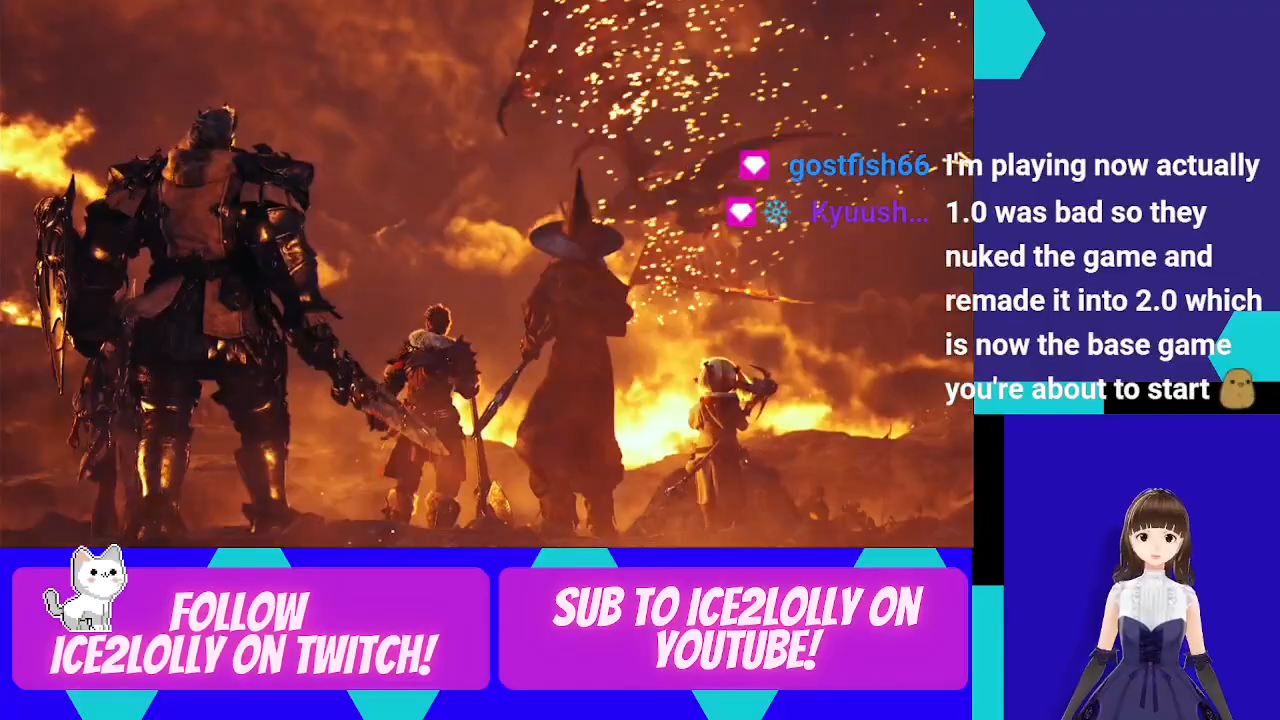 gostfish66 I'm playing now actually
Kyuush... 1.0 was bad so they
nuked the game and
remade it into 2.0 which
is now the base game
you're about to start
FOLLOW
ICE2LOLLY ON TWITCH!
SUB TO ICE2LOLLY ON
YOUTUBE!